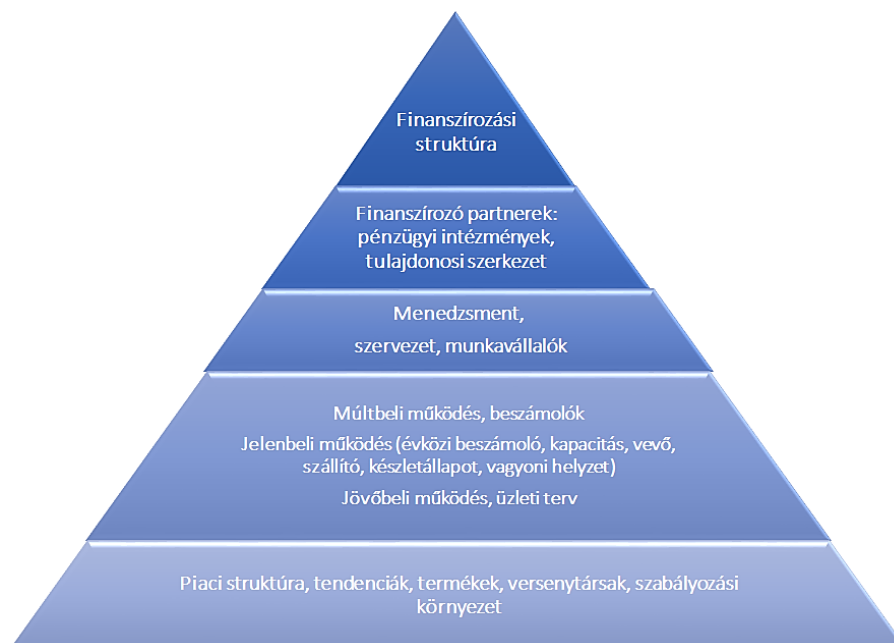 Finanszírozási
struktúra
Finanszírozó partnerek:
pénzügyi intézmények,
tulajdonosi szerkezet
Menedzsment,
szervezet, munkavállalók
Múltbeli működés, beszámolók
Jelenbeli működés (évközi beszámoló, kapacitás, vevő,
szállító, készletállapot, vagyoni helyzet)
Jövőbeli működés, üzleti terv
Piaci struktúra, tendenciák, termékek, versenytársak, szabályozási
környezet